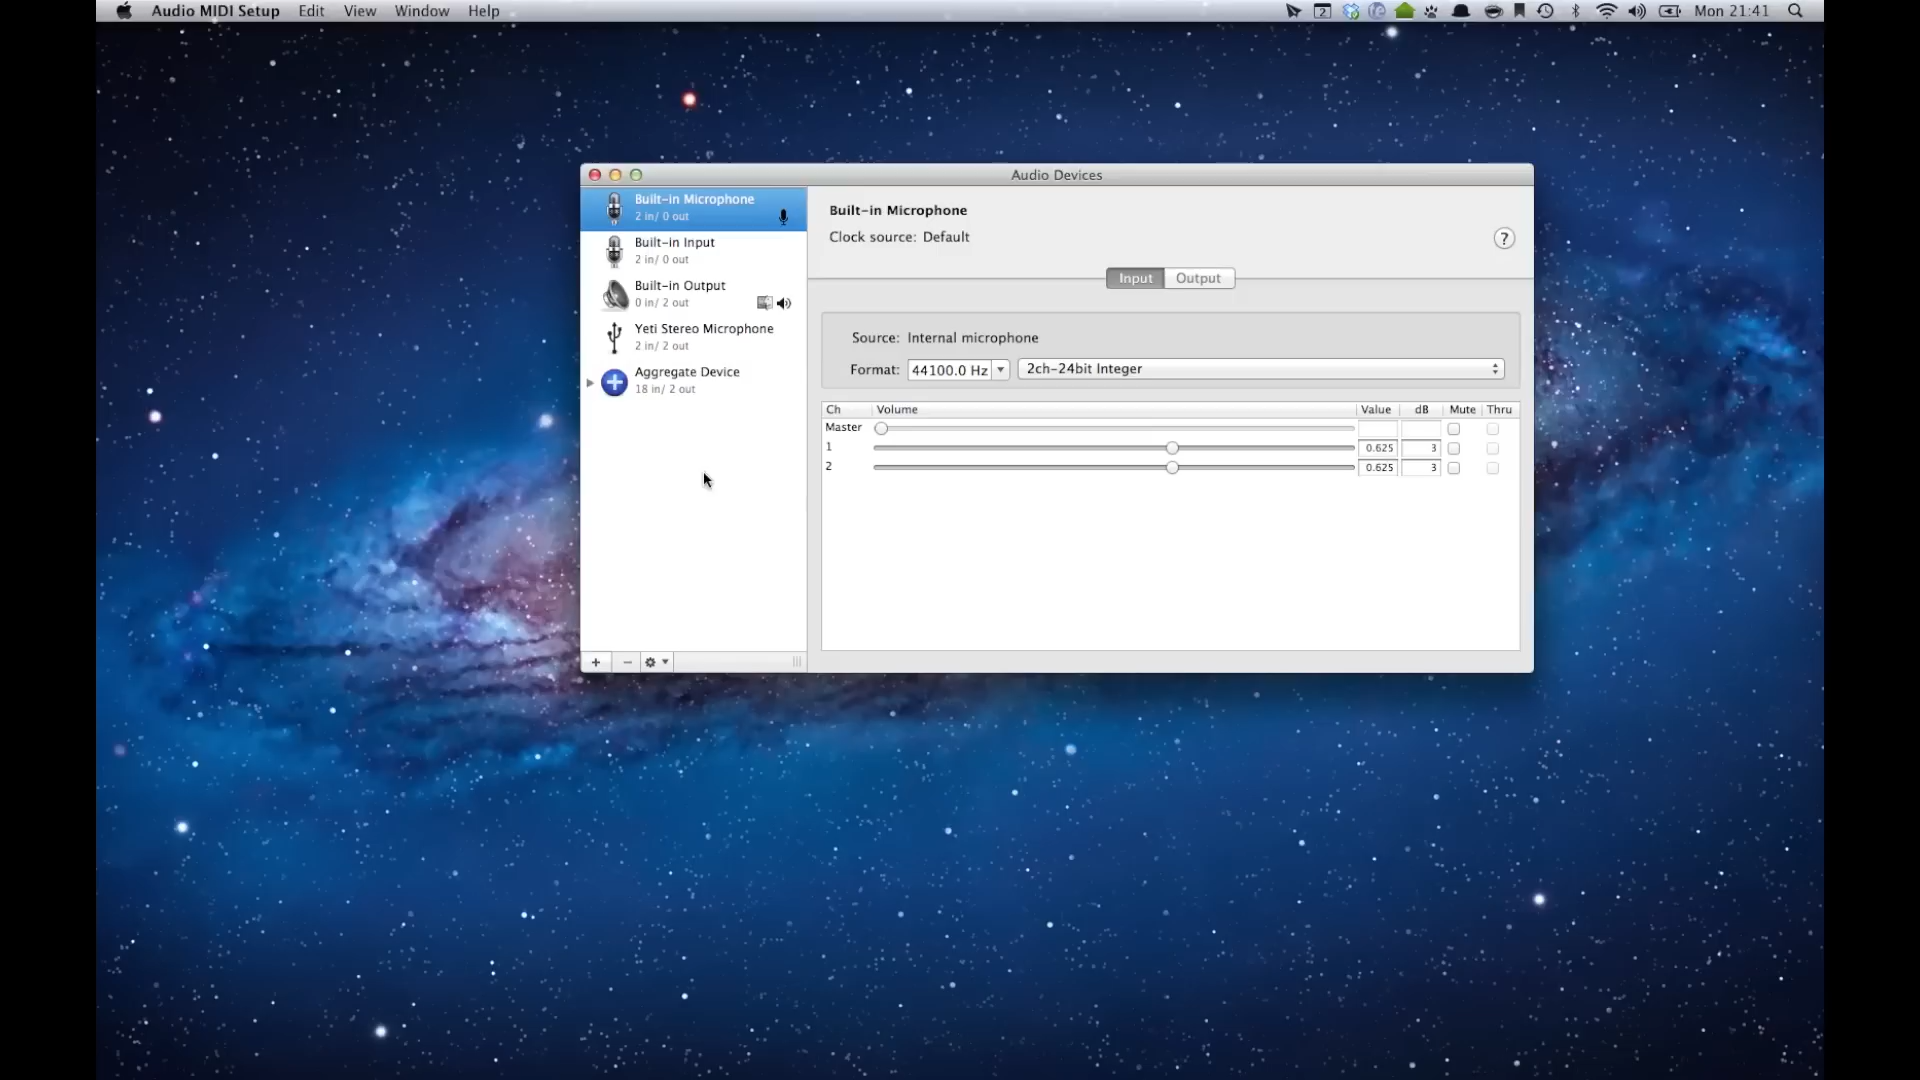 Audio MIDI Setup Edit View Window Help 2 Mon 21:41
Audio Devices
Built-in Microphone
2 in/ 0 out
Built-in Input
2 in/ 0 out
Built-in Output
0 in/ 2 out
Yeti Stereo Microphone
2 in/ 2 out
Aggregate Device
18 in/ 2 out
Built-in Microphone
Clock source: Default
?
Input Output
Source: Internal microphone
Format: 44100.0 Hz 2ch-24bit Integer
Ch Volume Value dB Mute Thru
Master
1 0.625 3
2 0.625 3